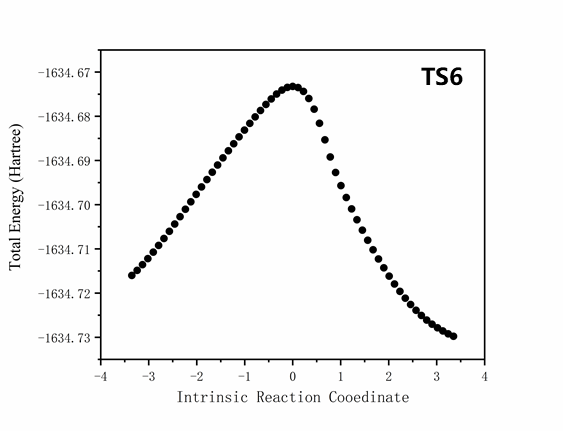 TS6
-1634.67
-1634.68
-1634.69
-1634.70
-1634.71
-1634.72
-1634.73
Total Energy (Hartree)
-4 -3 -2 -1 0 1 2 3 4
Intrinsic Reaction Cooedinate